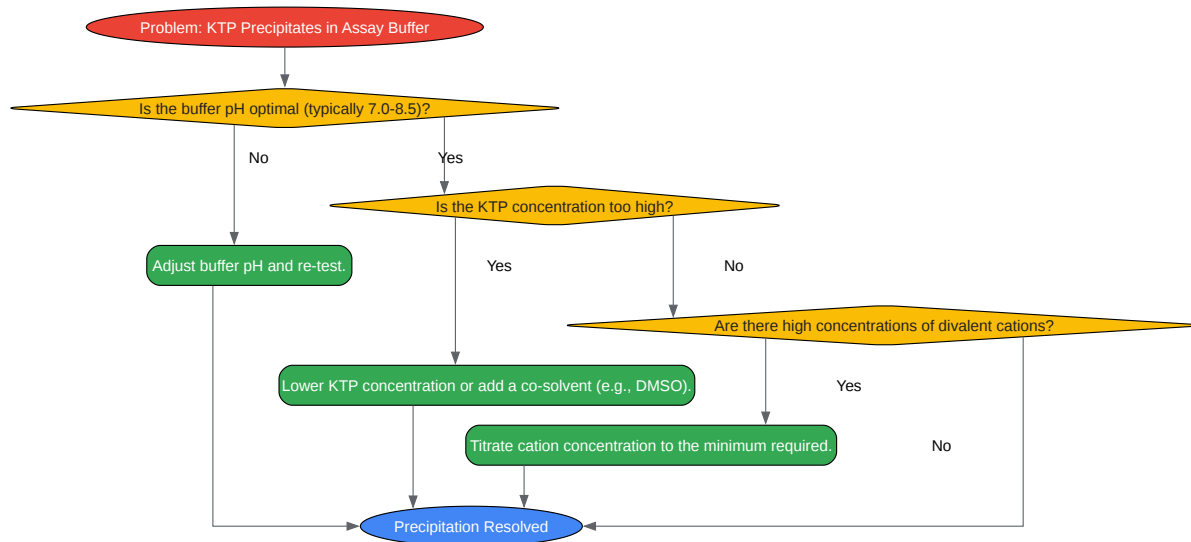 Problem: KTP Precipitates in Assay Buffer
Is the buffer pH optimal (typically 7.0-8.5)?
No
Yes
Is the KTP concentration too high?
Adjust buffer pH and re-test.
Yes
No
Are there high concentrations of divalent cations?
Lower KTP concentration or add a co-solvent (e.g., DMSO).
Yes
Titrate cation concentration to the minimum required.
No
Precipitation Resolved